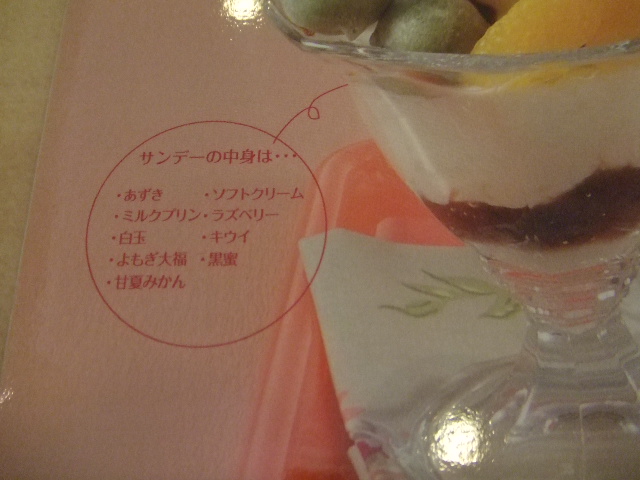 サンデーの中身は・・・
・あずき ・ソフトクリーム
・ミルクプリン ・ラズベリー
・白玉 ・キウイ
・よもぎ大福 ・黒蜜
・甘夏みかん